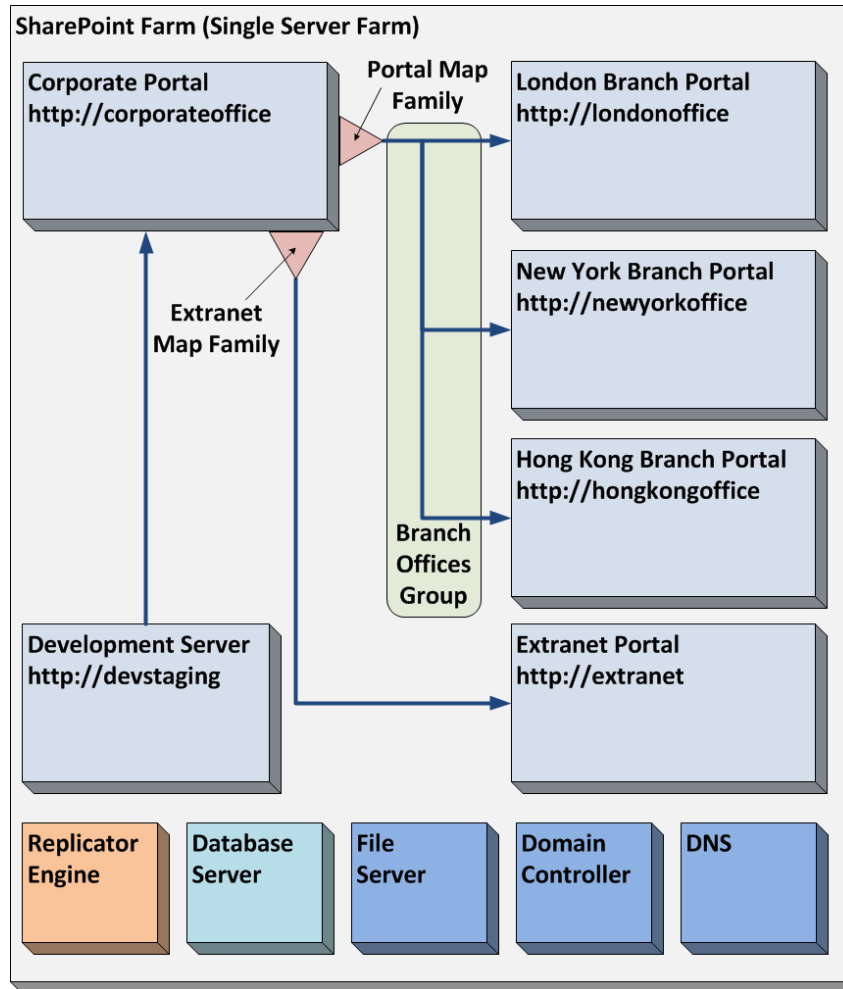 SharePoint Farm (Single Server Farm)
Corporate Portal
http://corporateoffice
Portal Map
Family
London Branch Portal
http://londonoffice
New York Branch Portal
http://newyorkoffice
Extranet
Map Family
Hong Kong Branch Portal
http://hongkongoffice
Branch
Offices
Group
Development Server
http://devstaging
Extranet Portal
http://extranet
Replicator
Engine
Database
Server
File
Server
Domain
Controller
DNS